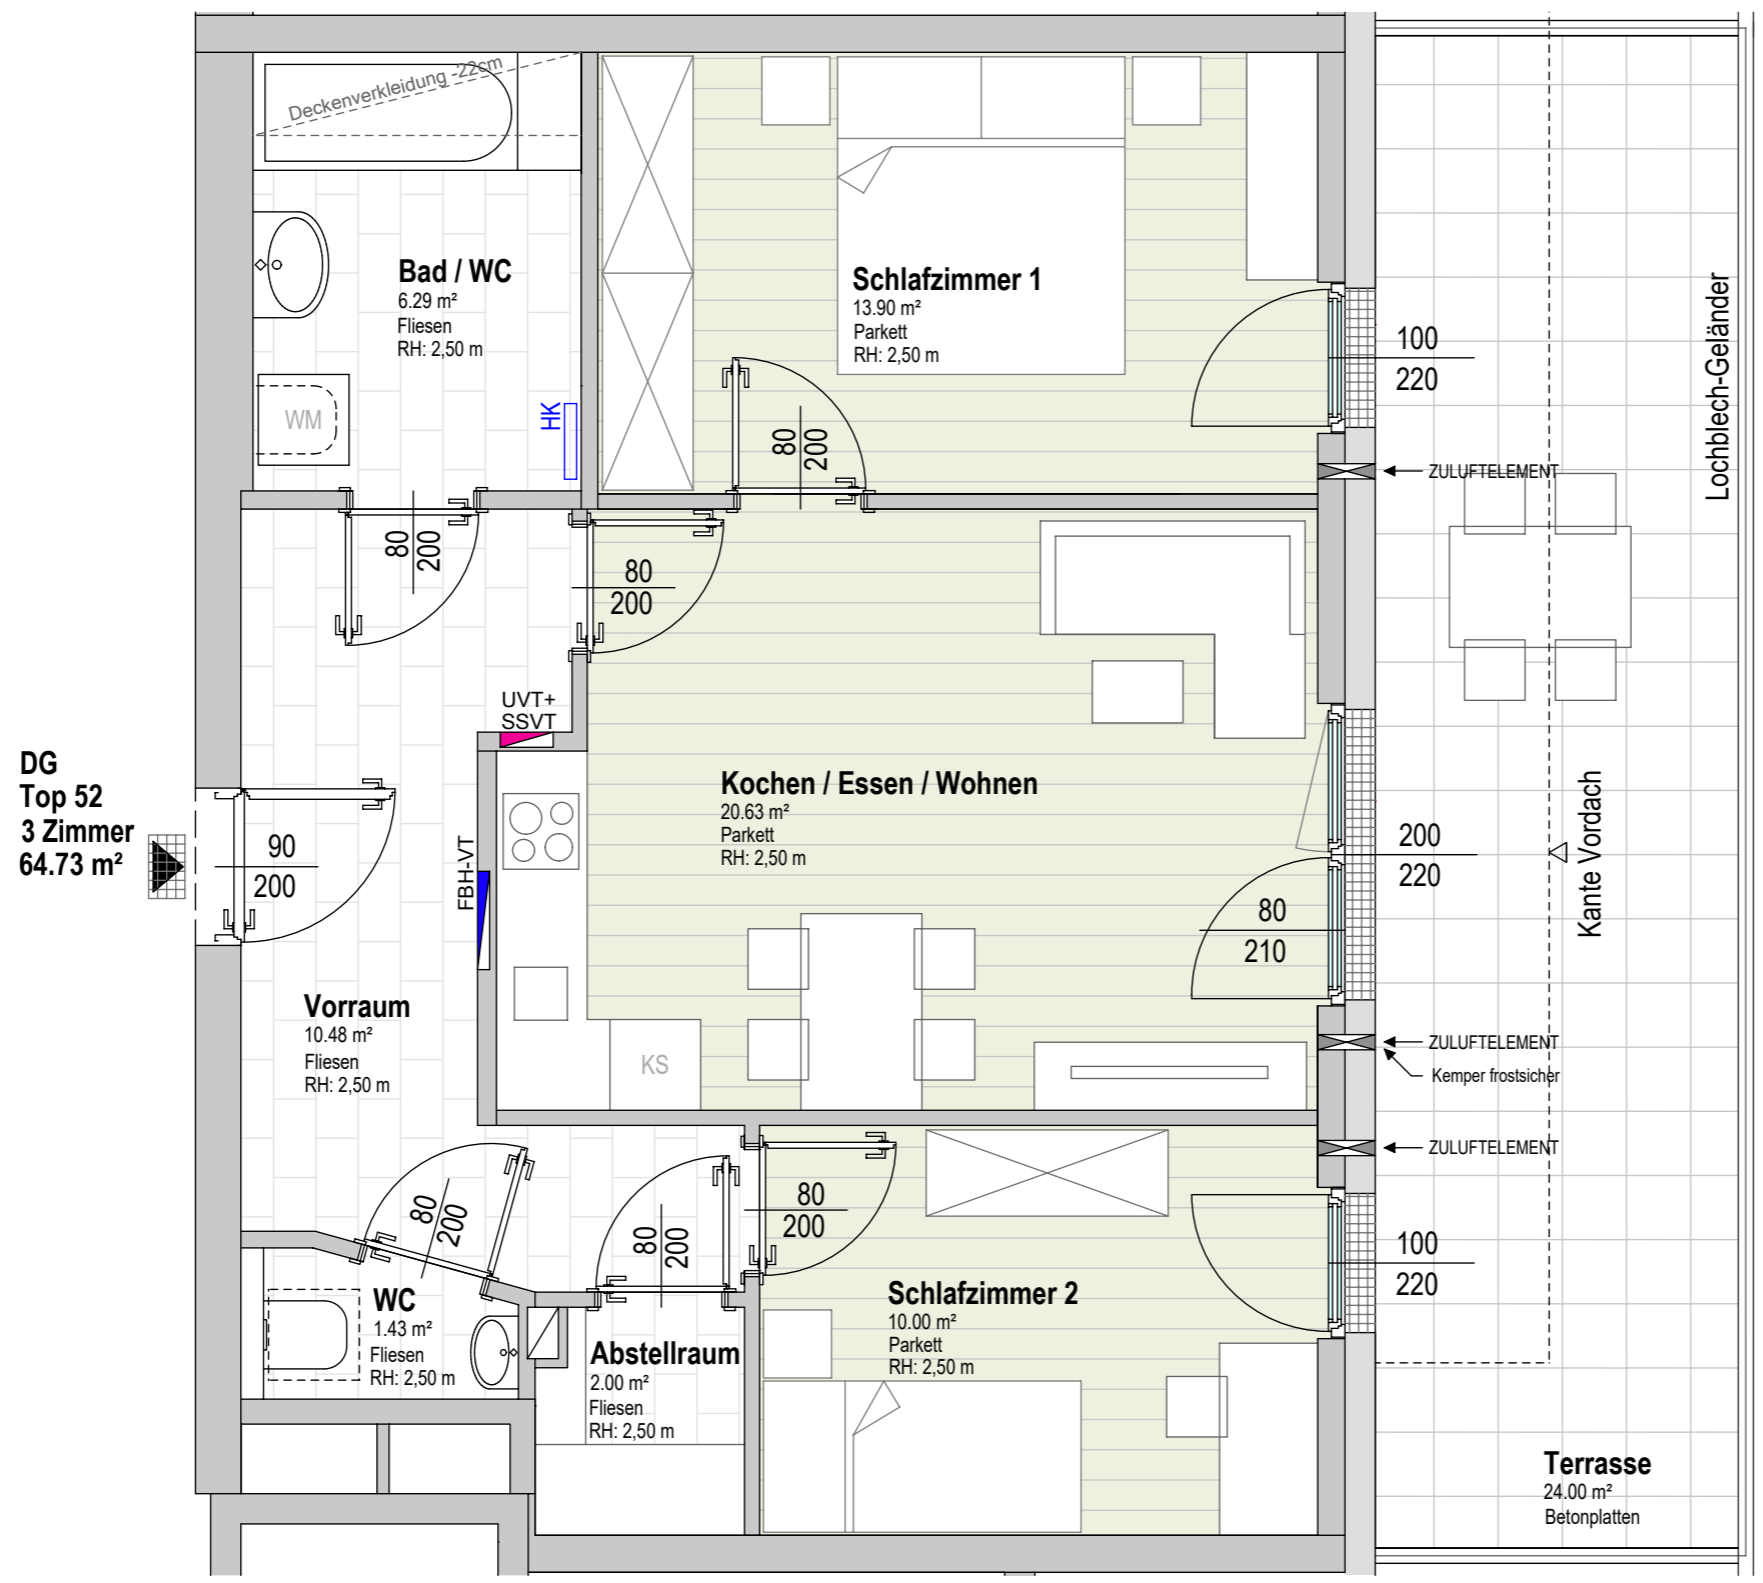 Deckenverkleidung -22cm
Bad / WC
6.29 m²
Fliesen
RH: 2,50 m
WM
HK
Schlafzimmer 1
13.90 m²
Parkett
RH: 2,50 m
100
220
80
200
ZULUFTELEMENT
Lochblech-Geländer
80
200
80
200
UVT+
SSVT
DG
Top 52
3 Zimmer
64.73 m²
90
200
FBH-VT
Kochen / Essen / Wohnen
20.63 m²
Parkett
RH: 2,50 m
200
220
80
210
Kante Vordach
Vorraum
10.48 m²
Fliesen
RH: 2,50 m
KS
ZULUFTELEMENT
Kemper frostsicher
ZULUFTELEMENT
80
200
80
200
80
200
100
220
WC
1.43 m²
Fliesen
RH: 2,50 m
Abstellraum
2.00 m²
Fliesen
RH: 2,50 m
Schlafzimmer 2
10.00 m²
Parkett
RH: 2,50 m
Terrasse
24.00 m²
Betonplatten